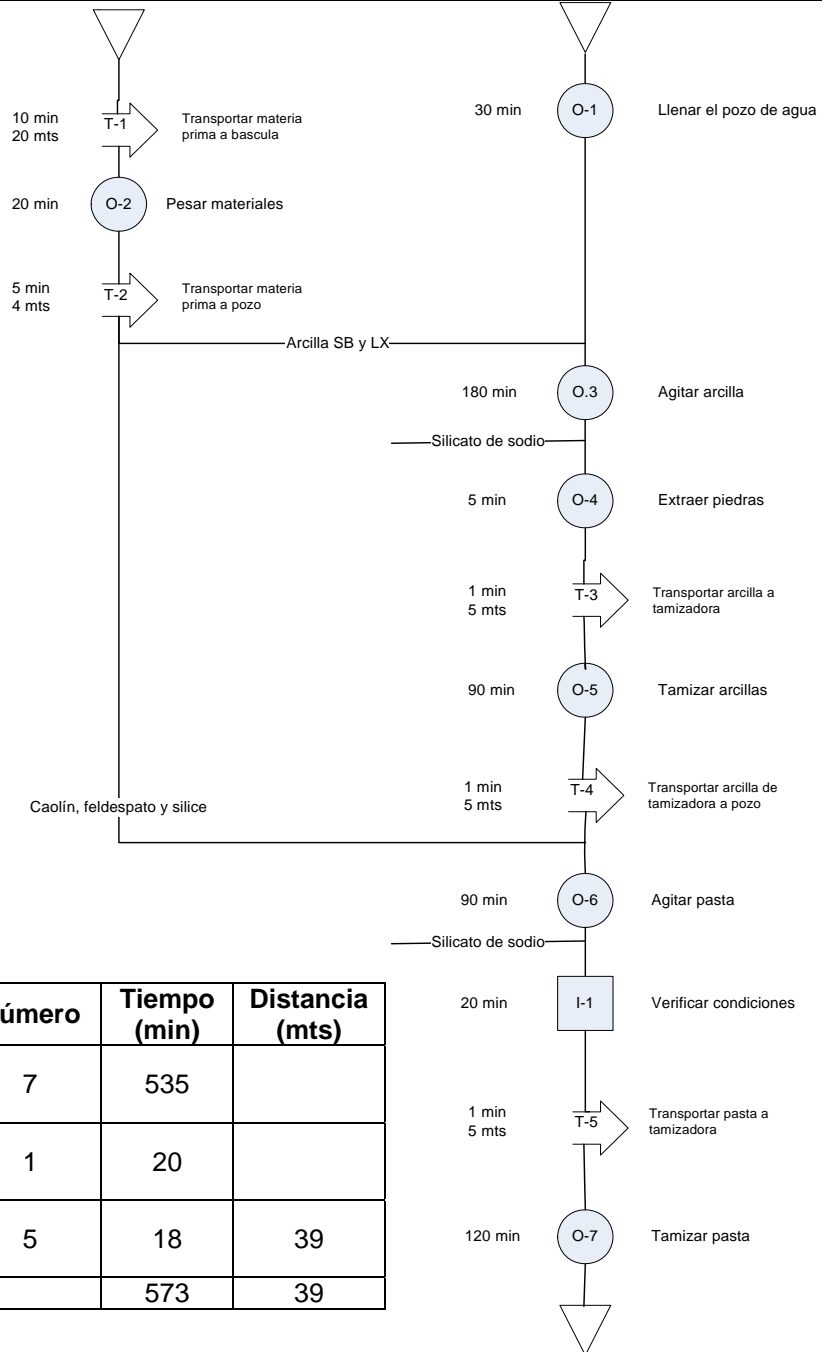 10 min
20 mts
T-1
Transportar materia
prima a bascula
30 min
O-1
Llenar el pozo de agua
20 min
O-2
Pesar materiales
5 min
4 mts
T-2
Transportar materia
prima a pozo
Arcilla SB y LX
180 min
O.3
Agitar arcilla
Silicato de sodio
5 min
O-4
Extraer piedras
1 min
5 mts
T-3
Transportar arcilla a
tamizadora
90 min
O-5
Tamizar arcillas
1 min
5 mts
T-4
Transportar arcilla de
tamizadora a pozo
Caolín, feldespato y silice
90 min
O-6
Agitar pasta
Silicato de sodio
20 min
I-1
Verificar condiciones
1 min
5 mts
T-5
Transportar pasta a
tamizadora
120 min
O-7
Tamizar pasta
úmero Tiempo (min) Distancia (mts)
7 535
1 20
5 18 39
573 39